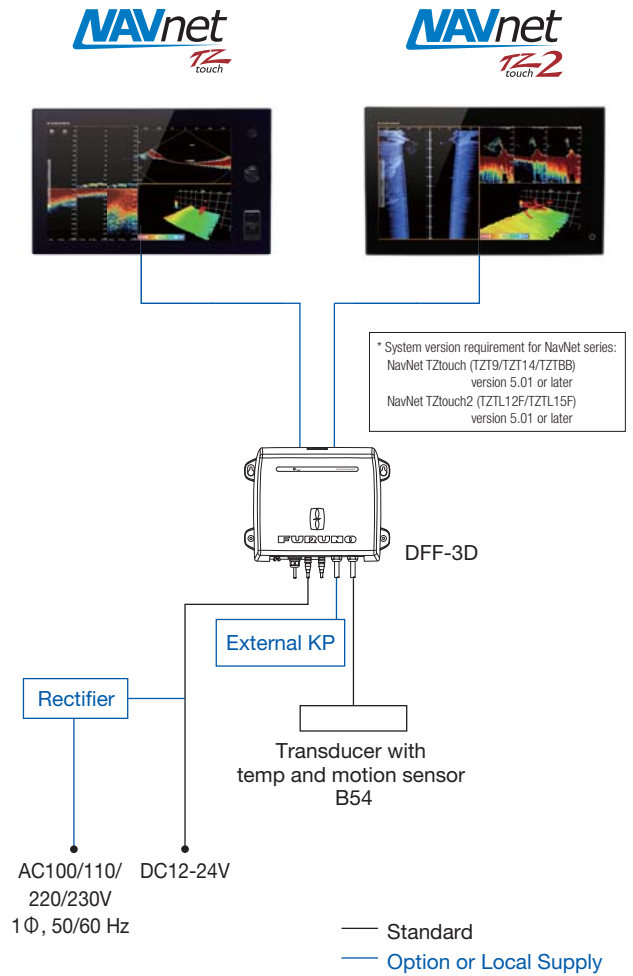 NAVnet
TZ
touch
NAVnet
TZ2
touch
* System version requirement for NavNet series:
NavNet TZtouch (TZT9/TZT14/TZTBB)
version 5.01 or later
NavNet TZtouch2 (TZTL12F/TZTL15F)
version 5.01 or later
FURUNO
DFF-3D
External KP
Rectifier
Transducer with
temp and motion sensor
B54
AC100/110/
220/230V
1Φ, 50/60 Hz
DC12-24V
Standard
Option or Local Supply